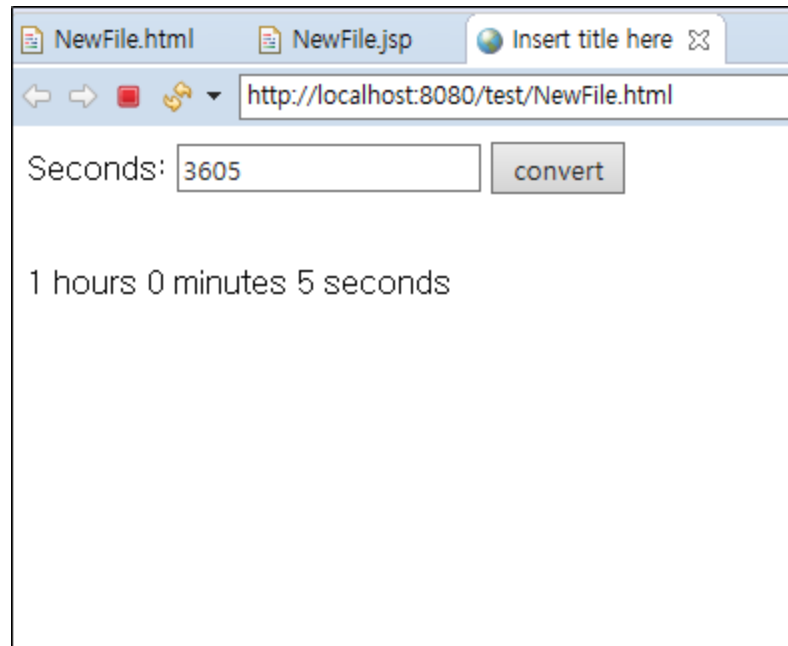 NewFile.html NewFile.jsp Insert title here
http://localhost:8080/test/NewFile.html
Seconds: 3605 convert
1 hours 0 minutes 5 seconds